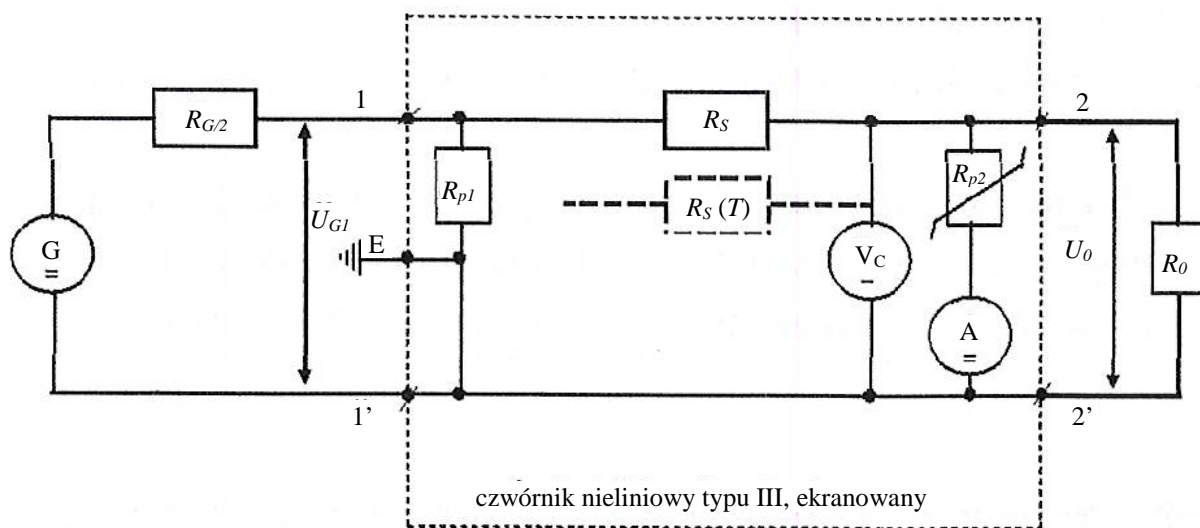 1
2
R_{G/2}
R_S
R_{p1}
R_{p2}
U_{G1}
R_S (T)
E
G
=
V_C
U_0
R_0
A
=
1'
2'
czwórnik nieliniowy typu III, ekranowany